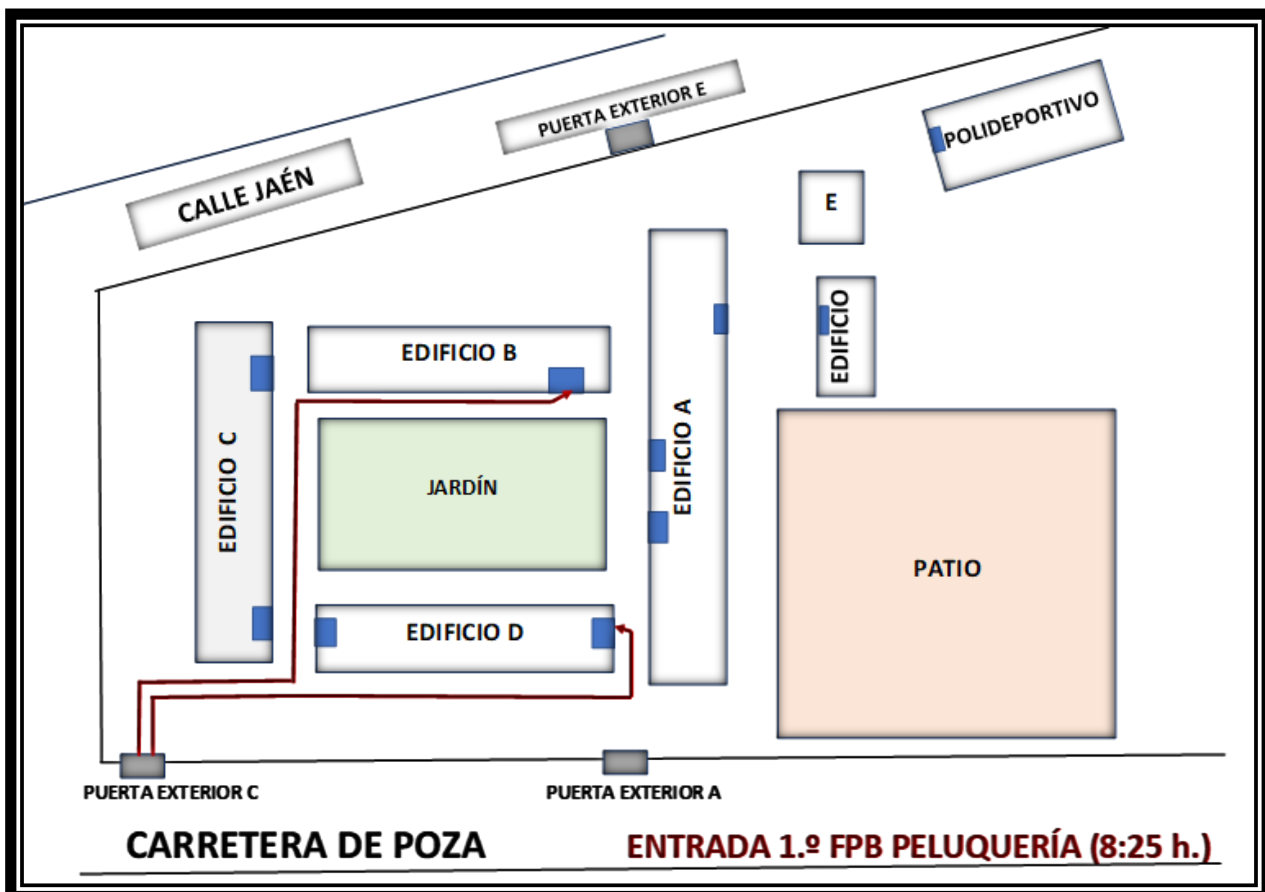 PUERTA EXTERIOR E
POLIDEPORTIVO
CALLE JAÉN
E
EDIFICIO
EDIFICIO B
EDIFICIO A
EDIFICIO C
JARDÍN
PATIO
EDIFICIO D
PUERTA EXTERIOR C
PUERTA EXTERIOR A
CARRETERA DE POZA
ENTRADA 1.º FPB PELUQUERÍA (8:25 h.)